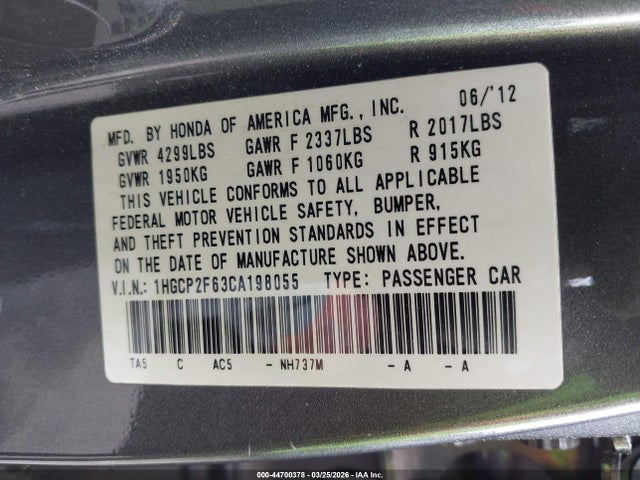 06/'12
MFD. BY HONDA OF AMERICA MFG., INC.
GVWR 4299LBS GAWR F 2337LBS R 2017LBS
GVWR 1950KG GAWR F 1060KG R 915KG
THIS VEHICLE CONFORMS TO ALL APPLICABLE
FEDERAL MOTOR VEHICLE SAFETY, BUMPER,
AND THEFT PREVENTION STANDARDS IN EFFECT
ON THE DATE OF MANUFACTURE SHOWN ABOVE.
V.I.N.: 1HGCP2F63CA198055 TYPE: PASSENGER CAR
TA5 C AC5 - NH737M - A - A
000-44700378 | 03/25/2026 | IAA Inc.